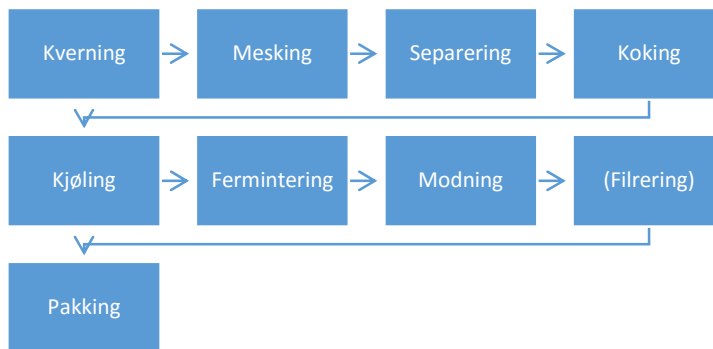 Kverning
Mesking
Separering
Koking
Kjøling
Fermintering
Modning
(Filrering)
Pakking